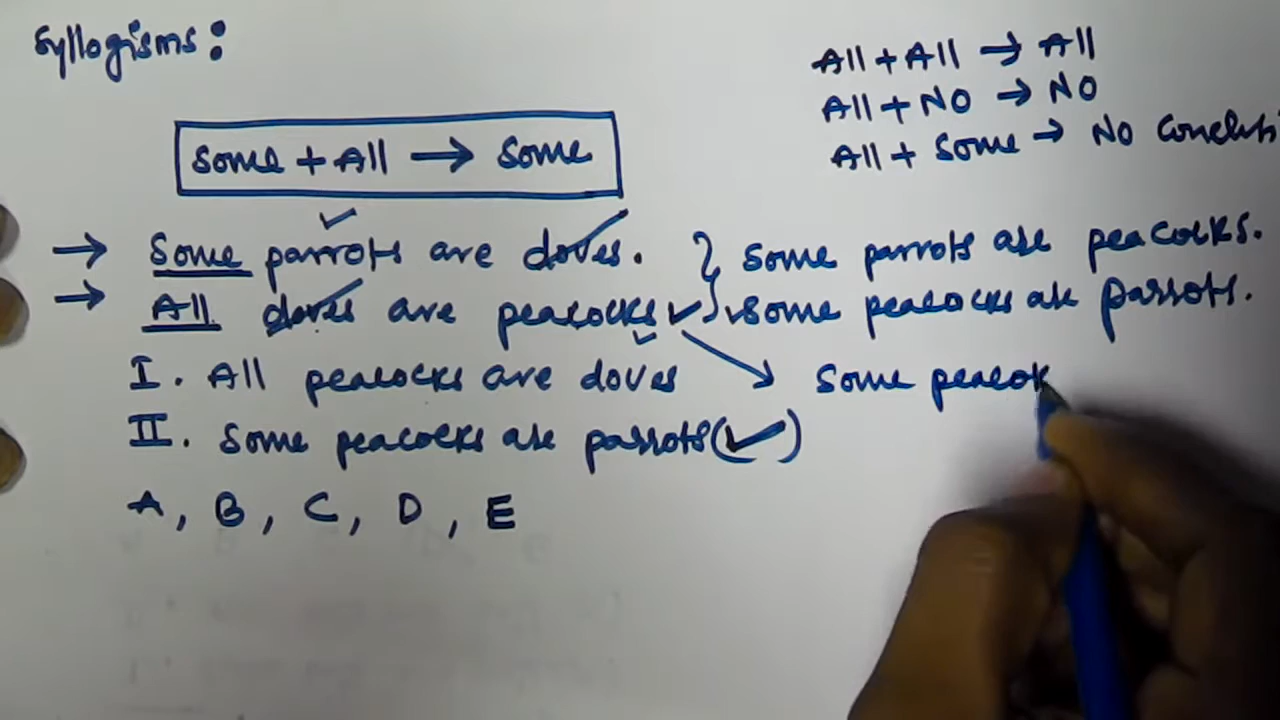 Syllogisms:
All + All → All
All + NO → NO
All + Some → No Conclusi
Some + All → Some
→ Some parrots are doves. } Some parrots are peacocks.
→ All doves are peacocks ✓ } Some peacocks are parrots.
I. All peacocks are doves → Some peacok
II. Some peacocks are parrots (✓)
A, B, C, D, E